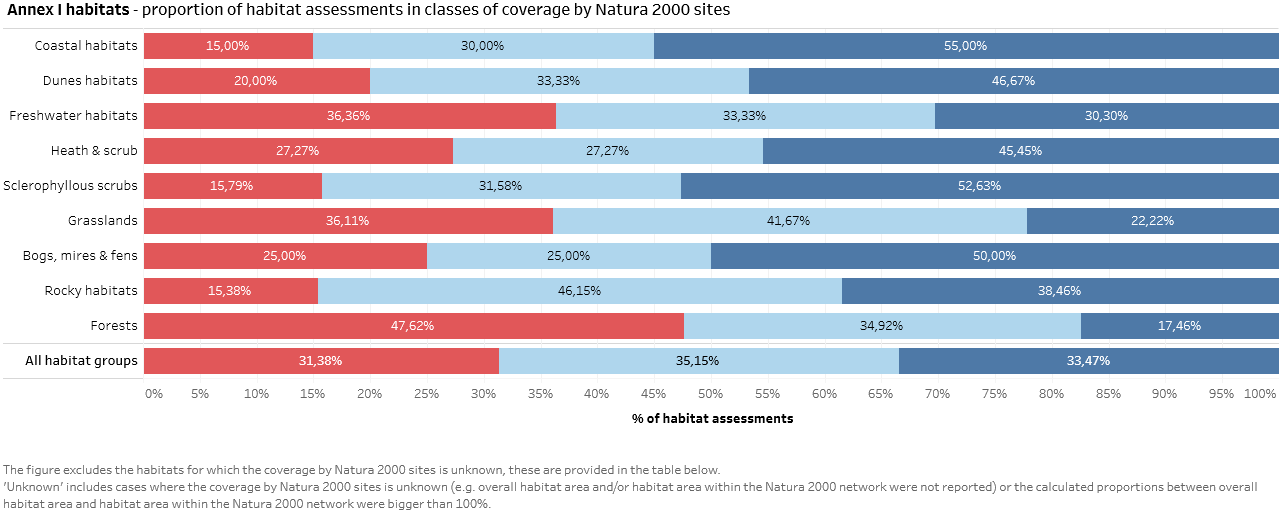 Annex I habitats - proportion of habitat assessments in classes of coverage by Natura 2000 sites
Coastal habitats 15,00% 30,00% 55,00%
Dunes habitats 20,00% 33,33% 46,67%
Freshwater habitats 36,36% 33,33% 30,30%
Heath & scrub 27,27% 27,27% 45,45%
Sclerophyllous scrubs 15,79% 31,58% 52,63%
Grasslands 36,11% 41,67% 22,22%
Bogs, mires & fens 25,00% 25,00% 50,00%
Rocky habitats 15,38% 46,15% 38,46%
Forests 47,62% 34,92% 17,46%
All habitat groups 31,38% 35,15% 33,47%
0% 5% 10% 15% 20% 25% 30% 35% 40% 45% 50% 55% 60% 65% 70% 75% 80% 85% 90% 95% 100%
% of habitat assessments
The figure excludes the habitats for which the coverage by Natura 2000 sites is unknown, these are provided in the table below.
'Unknown' includes cases where the coverage by Natura 2000 sites is unknown (e.g. overall habitat area and/or habitat area within the Natura 2000 network were not reported) or the calculated proportions between overall
habitat area and habitat area within the Natura 2000 network were bigger than 100%.